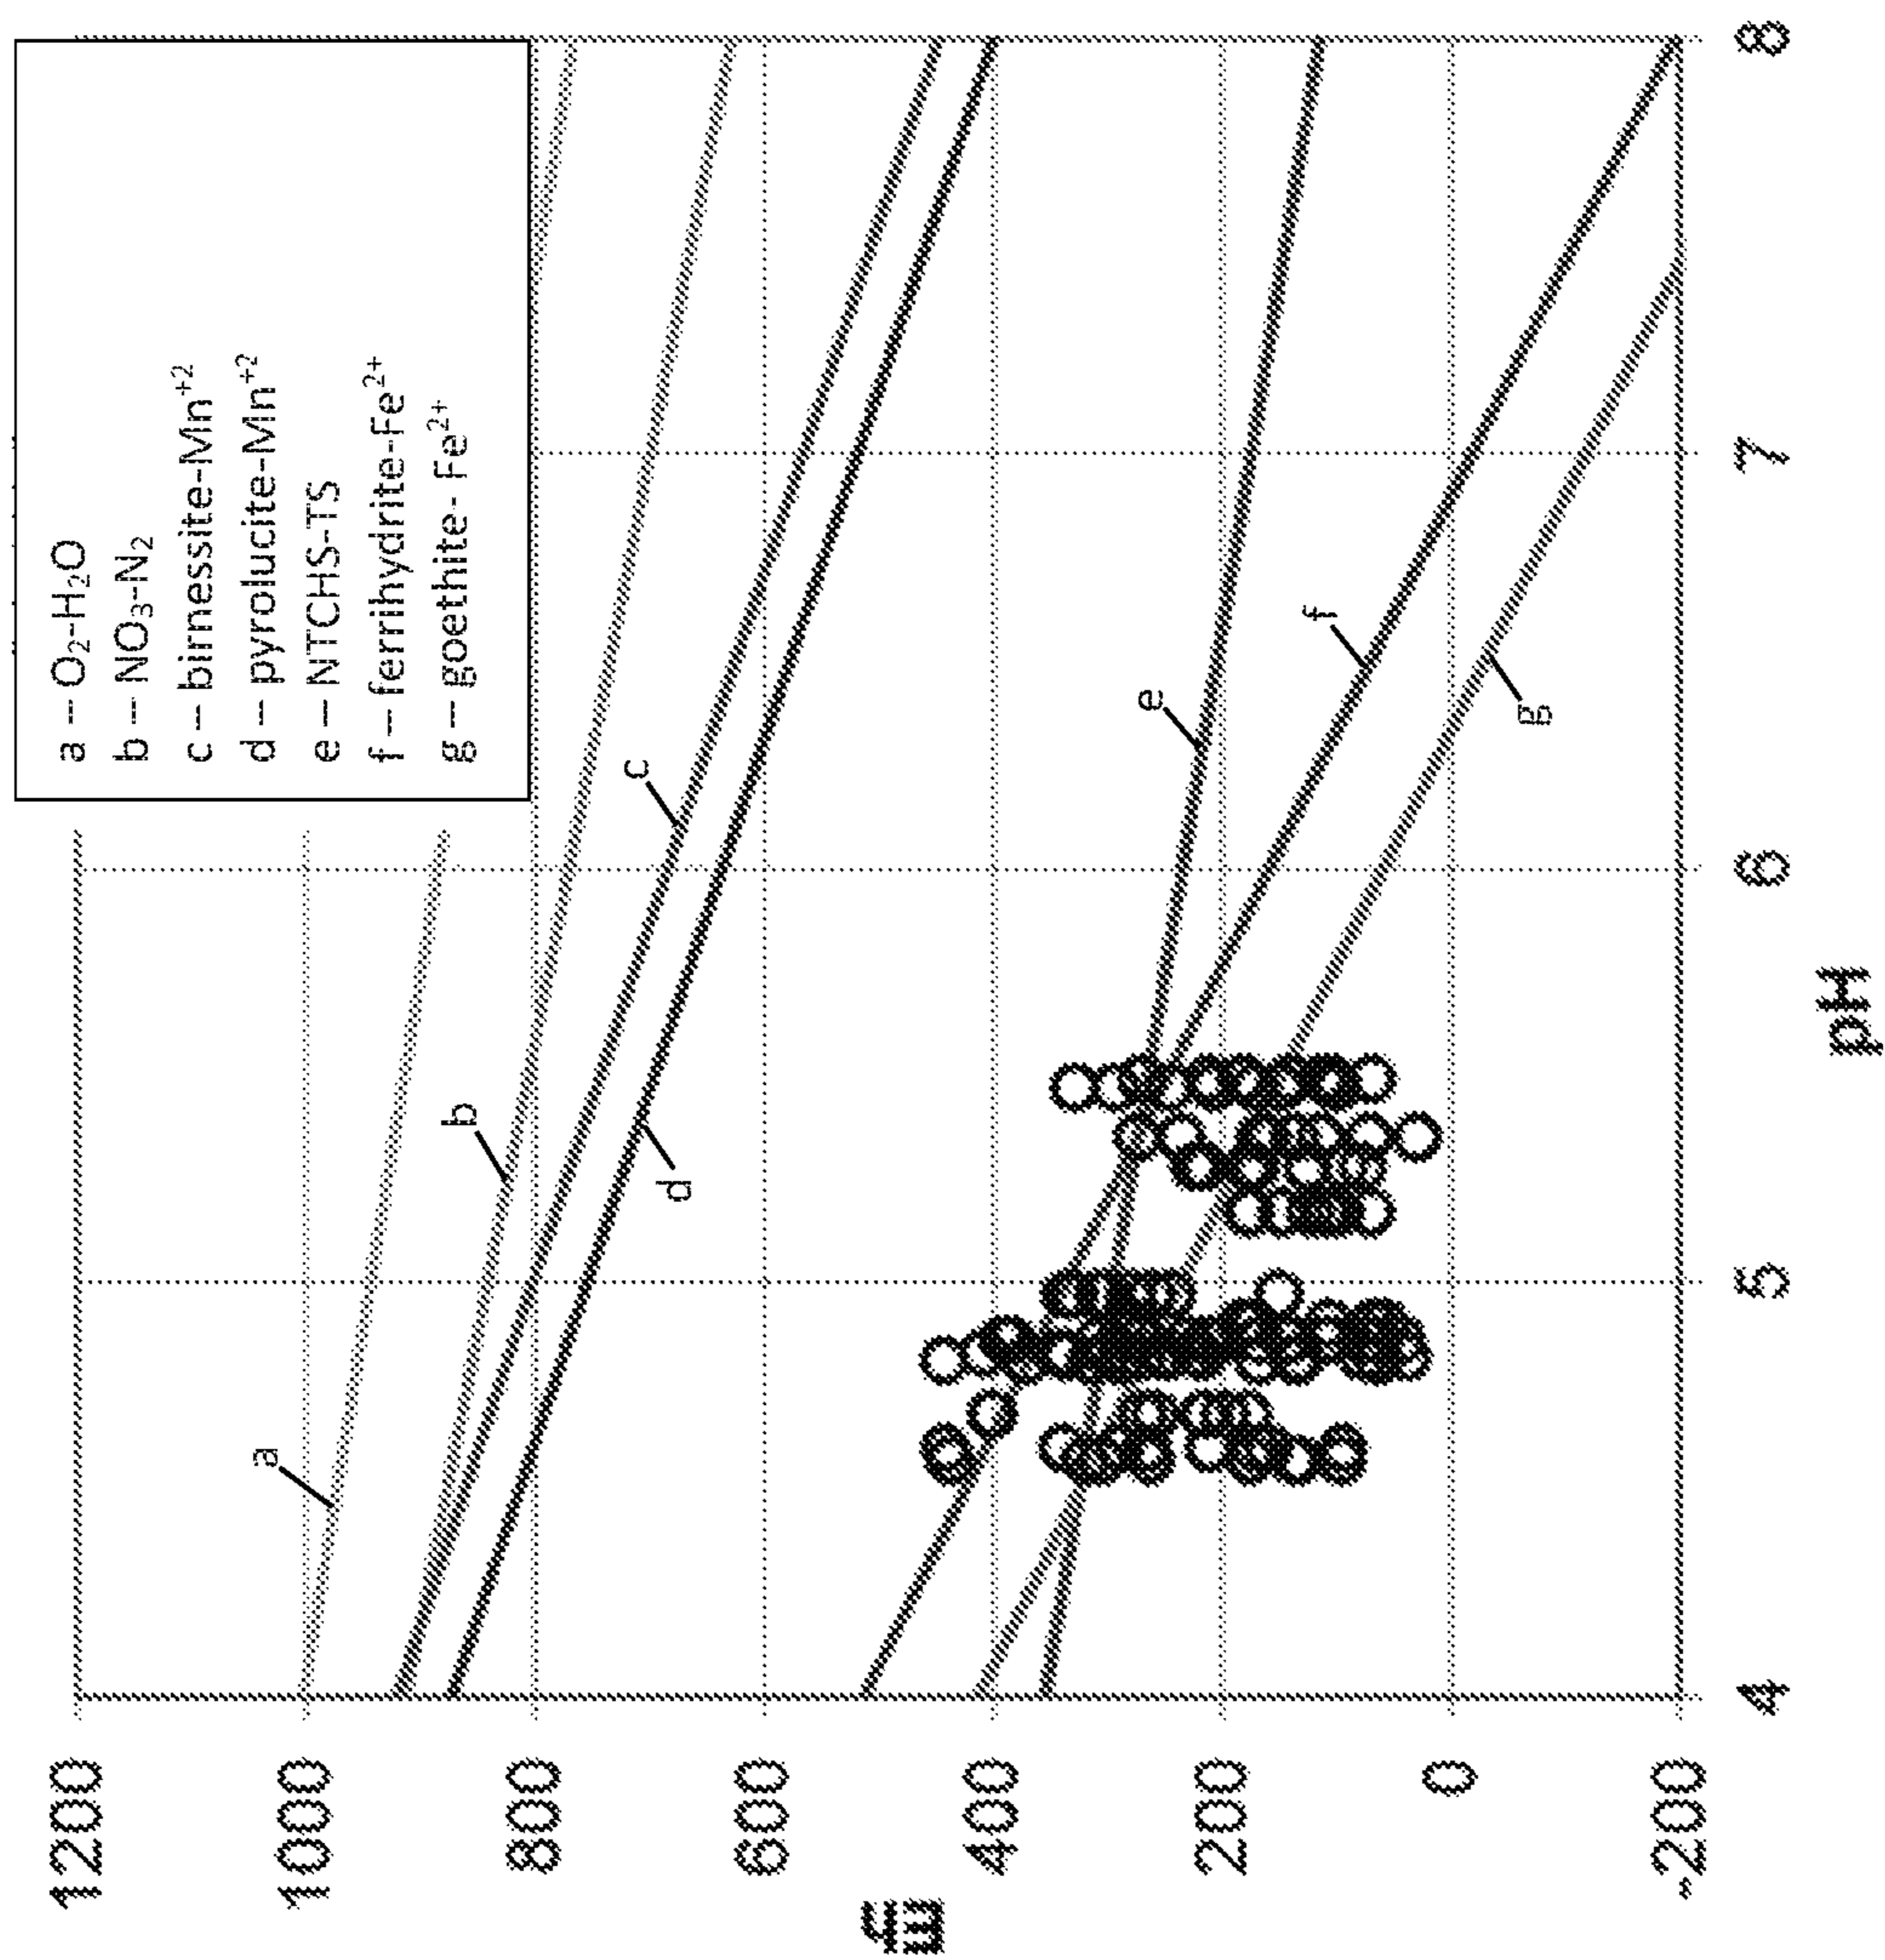 a -- O₂-H₂O
b -- NO₃-N₂
c -- birnessite-Mn⁺²
d -- pyrolucite-Mn⁺²
e -- NTCHS-TS
f -- ferrihydrite-Fe²⁺
g -- goethite- Fe²⁺
1200
1000
800
600
400
200
0
-200
Eh
a
b
c
d
e
f
g
4
5
6
7
8
pH